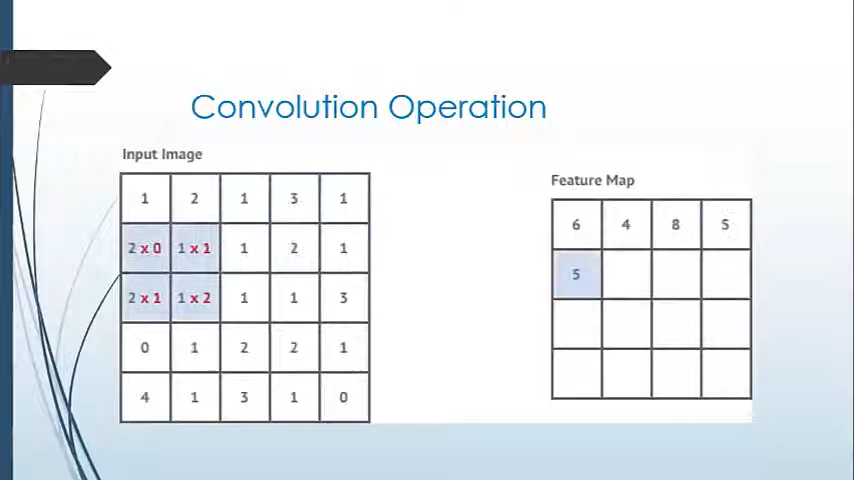 Convolution Operation
Input Image
1 2 1 3 1
2 x 0 1 x 1 1 2 1
2 x 1 1 x 2 1 1 3
0 1 2 2 1
4 1 3 1 0
Feature Map
6 4 8 5
5